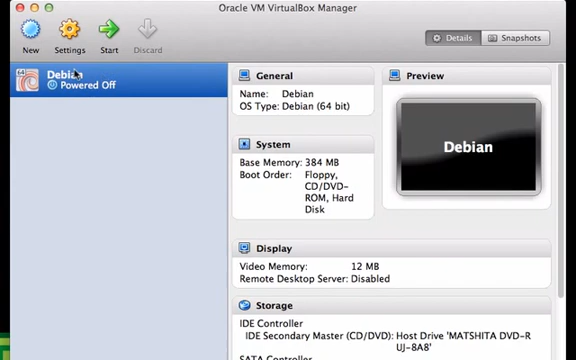 Oracle VM VirtualBox Manager
New
Settings
Start
Discard
Details
Snapshots
64
Debian
Powered Off
General
Name: Debian
OS Type: Debian (64 bit)
System
Base Memory: 384 MB
Boot Order: Floppy,
CD/DVD-
ROM, Hard
Disk
Preview
Debian
Display
Video Memory: 12 MB
Remote Desktop Server: Disabled
Storage
IDE Controller
IDE Secondary Master (CD/DVD): Host Drive 'MATSHITA DVD-R
UJ-8A8'
SATA Controller